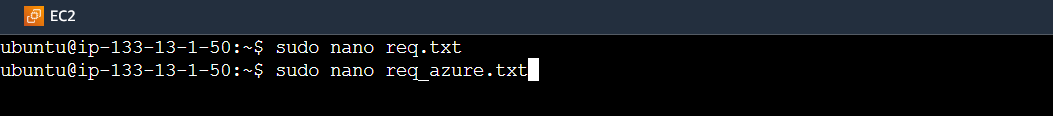 EC2
ubuntu@ip-133-13-1-50:~$ sudo nano req.txt
ubuntu@ip-133-13-1-50:~$ sudo nano req_azure.txt